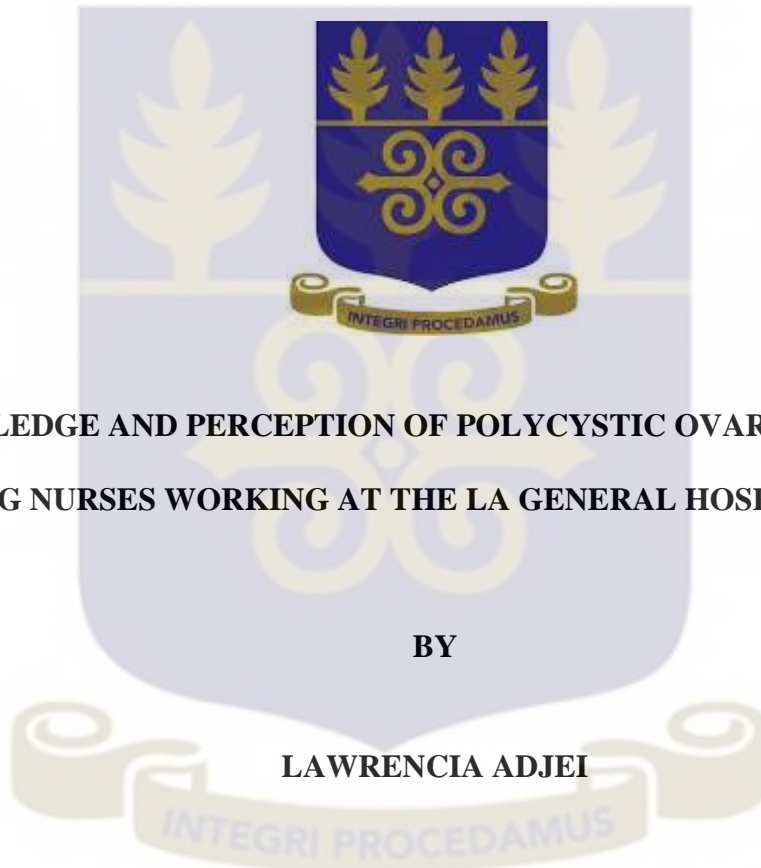 INTEGRI PROCEDAMUS
LEDGE AND PERCEPTION OF POLYCYSTIC OVAR
G NURSES WORKING AT THE LA GENERAL HOSP
BY
LAWRENCIA ADJEI
INTEGRI PROCEDAMUS